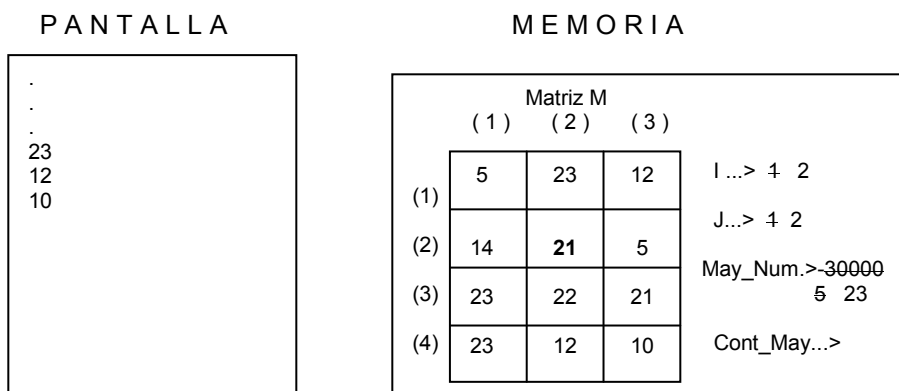 P A N T A L L A
M E M O R I A
.
.
.
23
12
10
Matriz M
( 1 ) ( 2 ) ( 3 )
(1) 5 23 12
(2) 14 21 5
(3) 23 22 21
(4) 23 12 10
I ...> 1 2
J...> 1 2
May_Num.>-30000
5 23
Cont_May...>